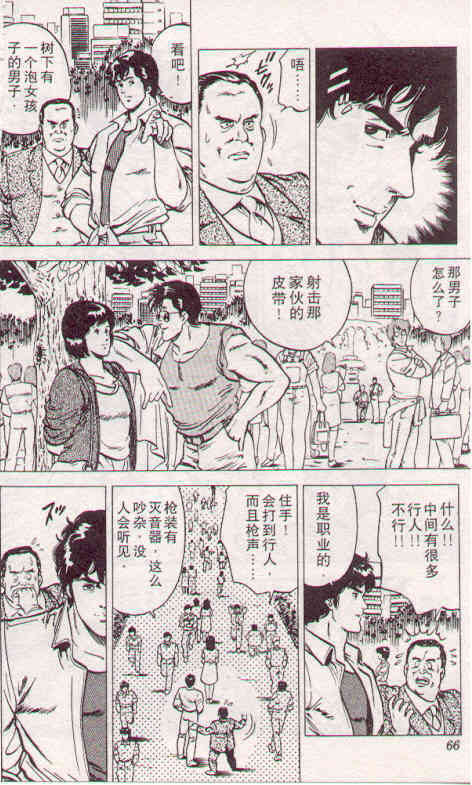 唔……
看吧！
树下有
一个泡女孩
子的男子．
那男子
怎么了？
射击那
家伙的
皮带！
什么!!
中间有很多
行人!!
不行!!
我是职业的．
住手！
会打到行人，
而且枪声……
枪装有
灭音器，这么
吵杂，没
人会听见．
ズッ
66